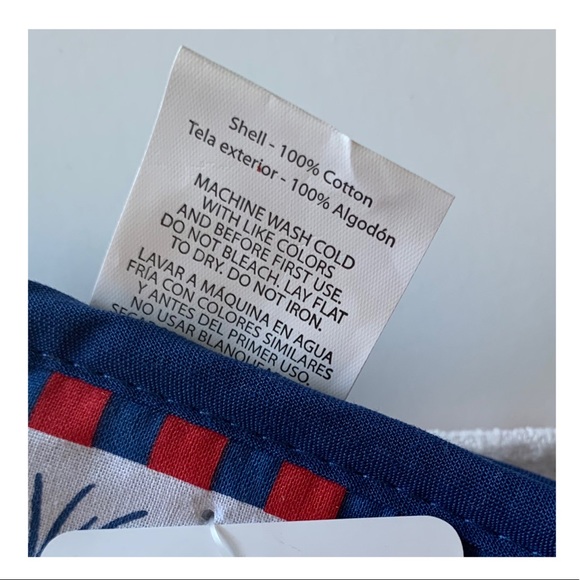 Shell - 100% Cotton
Tela exterior - 100% Algodón
MACHINE WASH COLD
WITH LIKE COLORS
AND BEFORE FIRST USE.
DO NOT BLEACH. LAY FLAT
TO DRY. DO NOT IRON.
LAVAR A MAQUINA EN AGUA
FRÍA CON COLORES SIMILARES
Y ANTES DEL PRIMER USO.
NO USAR